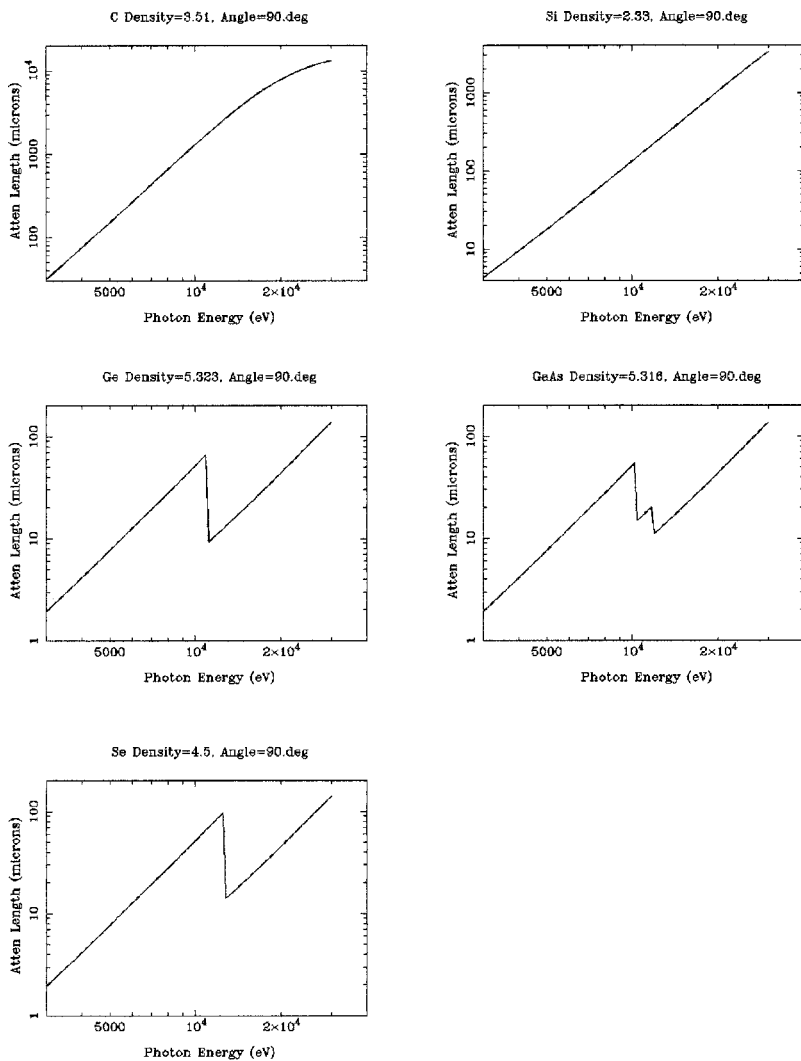 C Density=3.51, Angle=90.deg
Atten Length (microns)
100
1000
10⁴
5000
10⁴
2×10⁴
Photon Energy (eV)
Si Density=2.33, Angle=90.deg
Atten Length (microns)
10
100
1000
5000
10⁴
2×10⁴
Photon Energy (eV)
Ge Density=5.323, Angle=90.deg
Atten Length (microns)
1
10
100
5000
10⁴
2×10⁴
Photon Energy (eV)
GaAs Density=5.316, Angle=90.deg
Atten Length (microns)
1
10
100
5000
10⁴
2×10⁴
Photon Energy (eV)
Se Density=4.5, Angle=90.deg
Atten Length (microns)
1
10
100
5000
10⁴
2×10⁴
Photon Energy (eV)